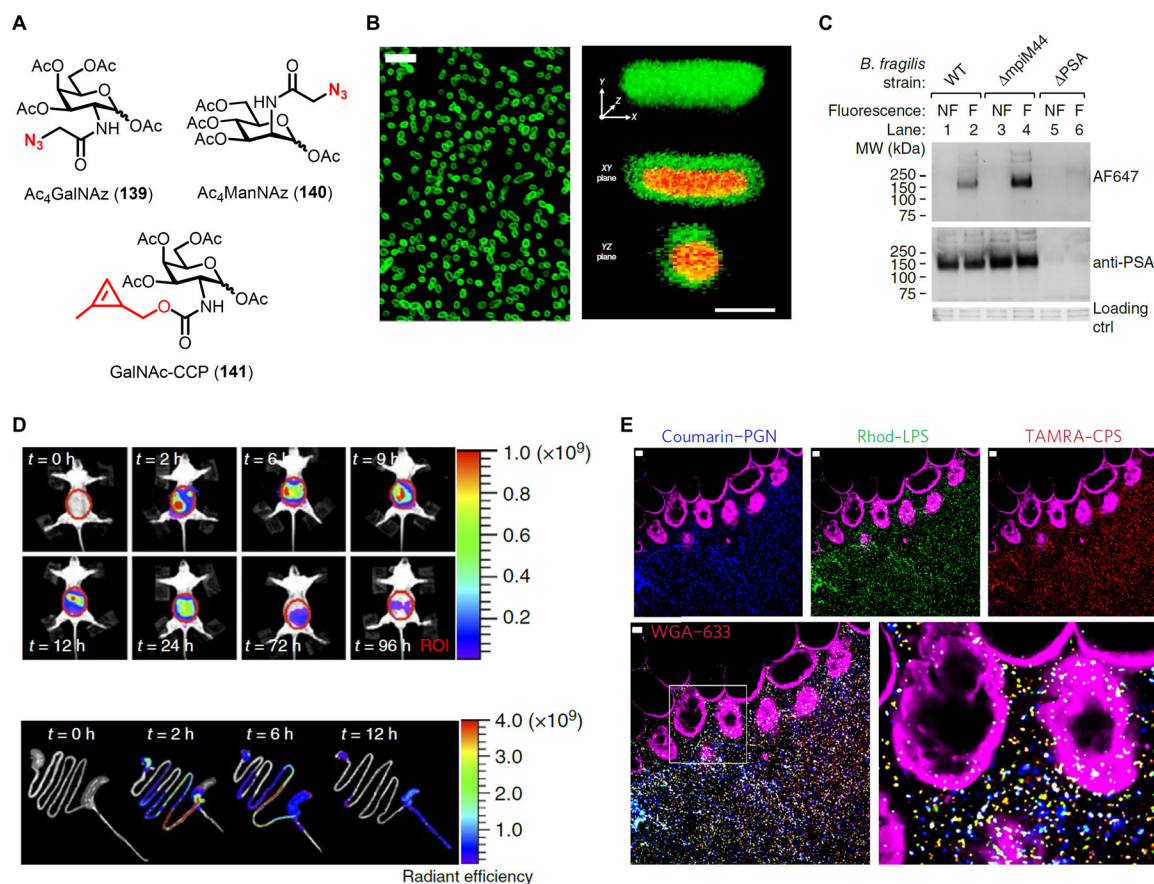 A
AcO
OAc
O
AcO
NH
OAc
N3
O
Ac4GalNAz (139)
O
N3
OAc
HN
AcO
O
AcO
OAc
Ac4ManNAz (140)
AcO
OAc
O
AcO
NH
OAc
O
O
GalNAc-CCP (141)
B
Y
Z
X
XY
plane
YZ
plane
C
B. fragilis
strain:
WT
ΔmpiM44
ΔPSA
Fluorescence: NF F NF F NF F
Lane: 1 2 3 4 5 6
MW (kDa)
250
150
100
75
AF647
250
150
100
75
anti-PSA
Loading
ctrl
D
t = 0 h
t = 2 h
t = 6 h
t = 9 h
t = 12 h
t = 24 h
t = 72 h
t = 96 h ROI
1.0 (×10⁹)
0.8
0.6
0.4
0.2
t = 0 h
t = 2 h
t = 6 h
t = 12 h
4.0 (×10⁹)
3.0
2.0
1.0
Radiant efficiency
E
Coumarin–PGN
Rhod–LPS
TAMRA–CPS
WGA–633